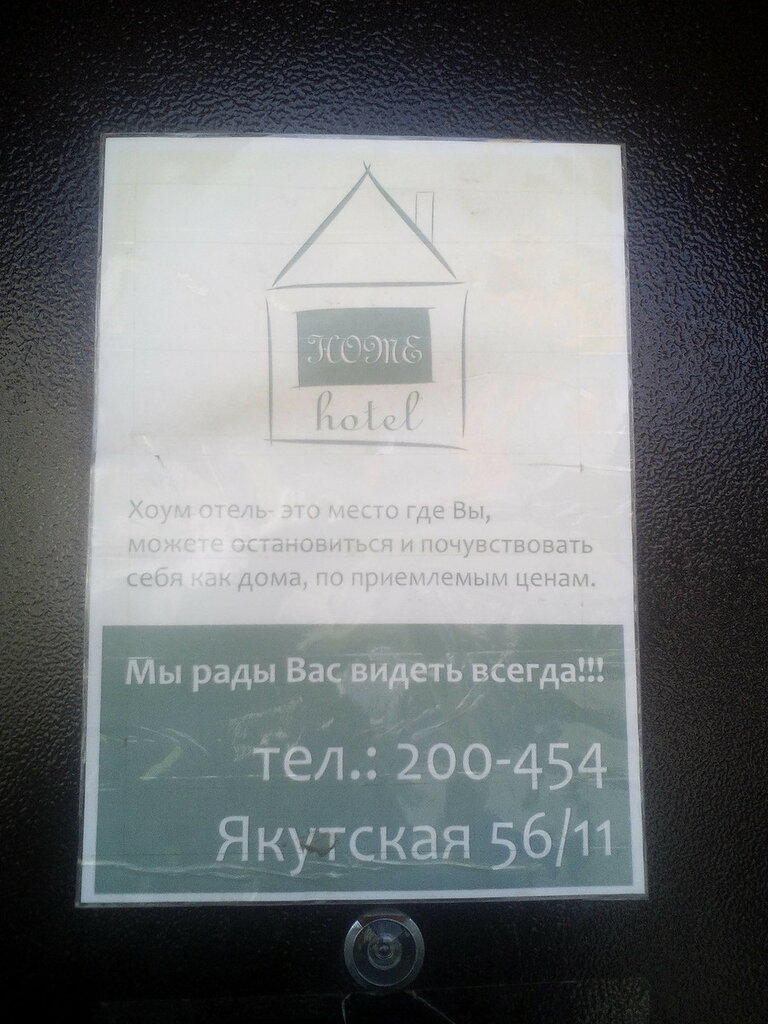 HOME
hotel
Хоум отель- это место где Вы,
можете остановиться и почувствовать
себя как дома, по приемлемым ценам.
Мы рады Вас видеть всегда!!!
тел.: 200-454
Якутская 56/11